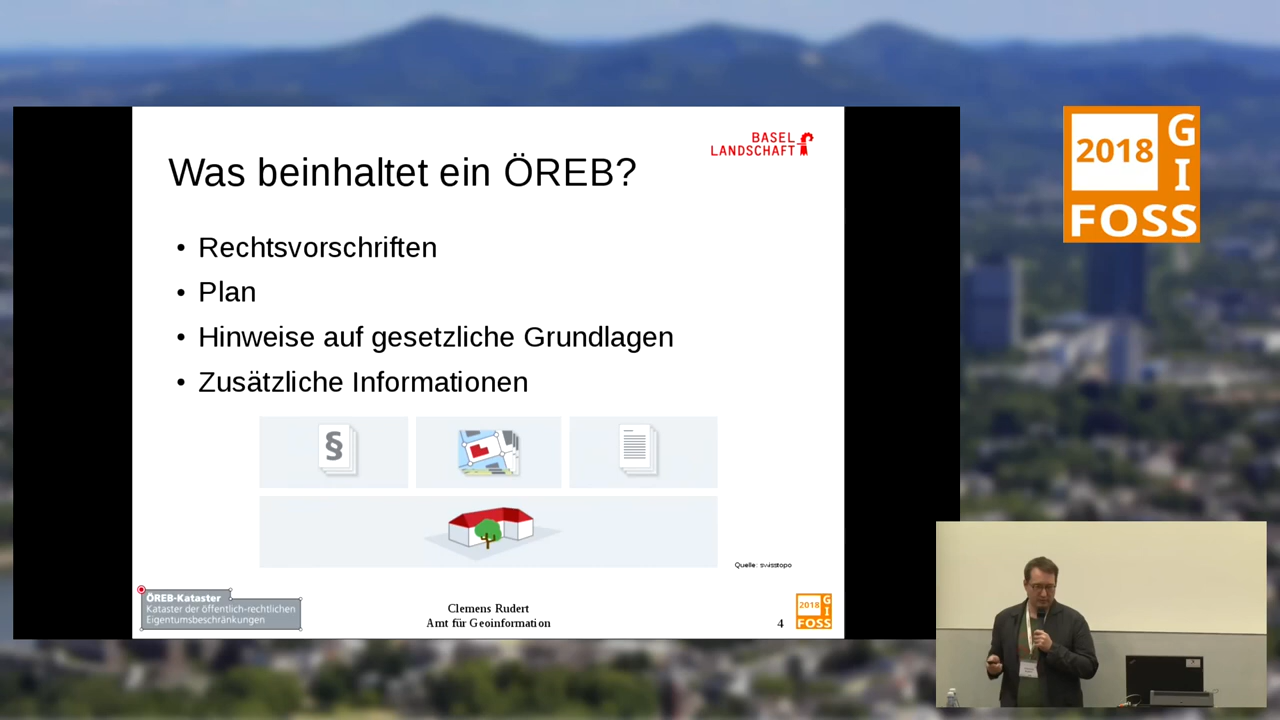 BASEL
LANDSCHAFT
Was beinhaltet ein ÖREB?
• Rechtsvorschriften
• Plan
• Hinweise auf gesetzliche Grundlagen
• Zusätzliche Informationen
§
Quelle: swisstopo
ÖREB-Kataster
Kataster der öffentlich-rechtlichen
Eigentumsbeschränkungen
Clemens Rudert
Amt für Geoinformation
4
2018 G
I
FOSS
2018 G
I
FOSS